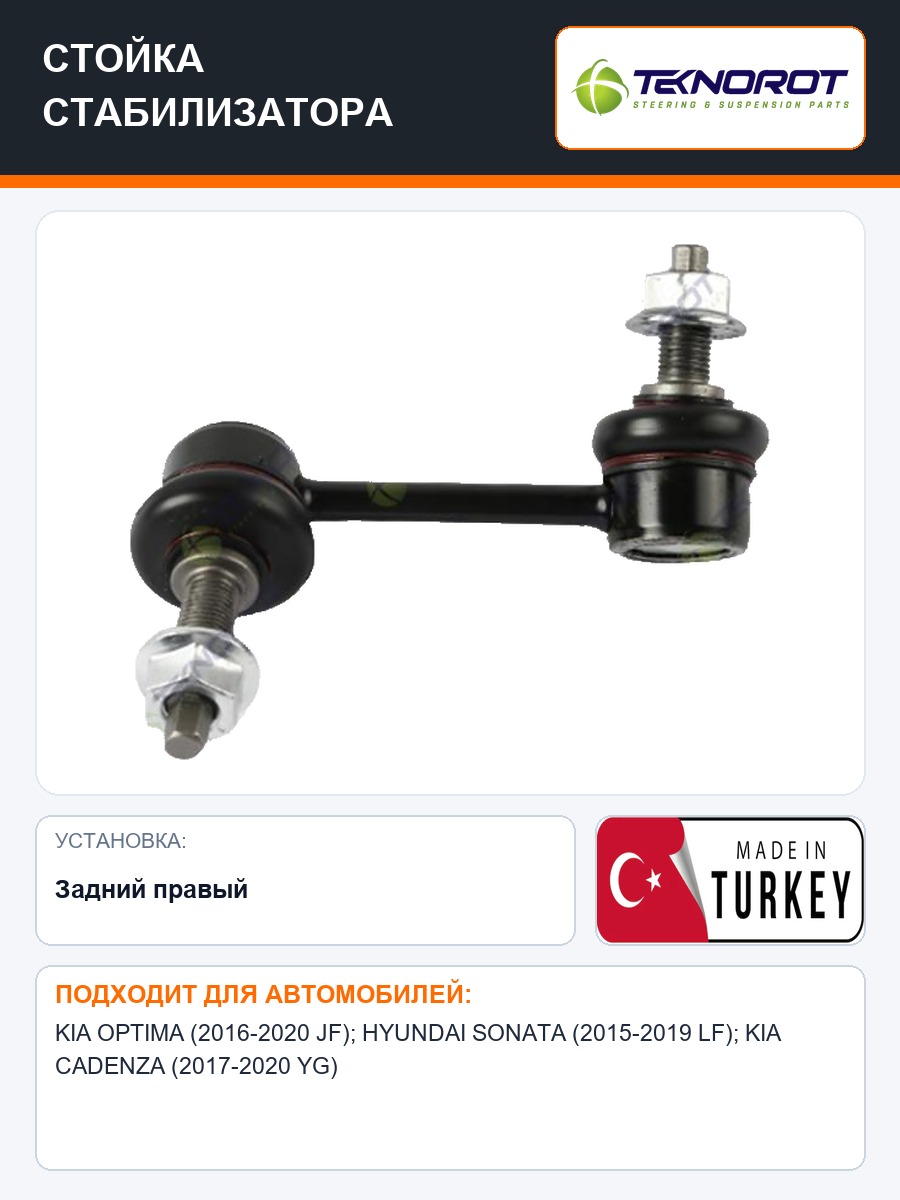 СТОЙКА
СТАБИЛИЗАТОРА
TEKNOROT
STEERING & SUSPENSION PARTS
УСТАНОВКА:
Задний правый
MADE IN
TURKEY
ПОДХОДИТ ДЛЯ АВТОМОБИЛЕЙ:
KIA OPTIMA (2016-2020 JF); HYUNDAI SONATA (2015-2019 LF); KIA
CADENZA (2017-2020 YG)